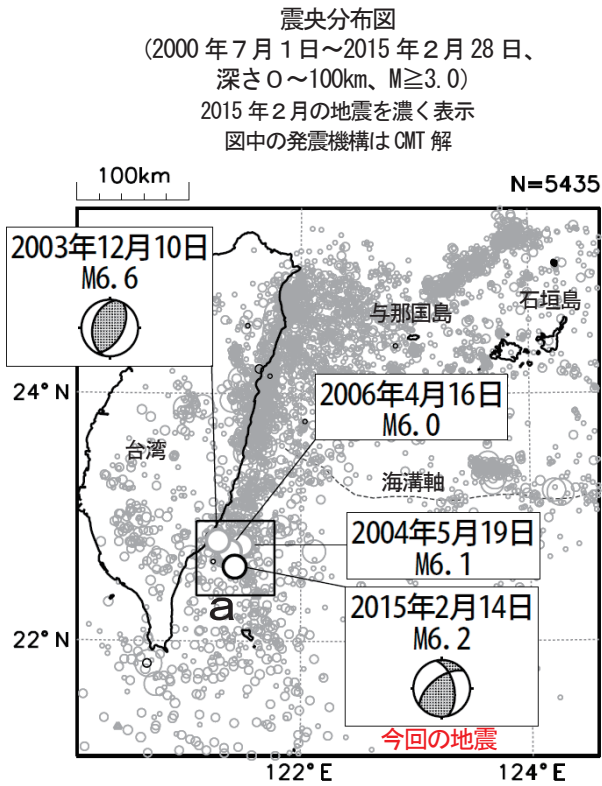 震央分布図
(2000年7月1日～2015年2月28日、
深さ0～100km、M≧3.0)
2015年2月の地震を濃く表示
図中の発震機構はCMT解
100km
N=5435
2003年12月10日
M6.6
与那国島
石垣島
24°N
2006年4月16日
M6.0
台湾
海溝軸
2004年5月19日
M6.1
a
2015年2月14日
M6.2
22°N
今回の地震
122°E
124°E